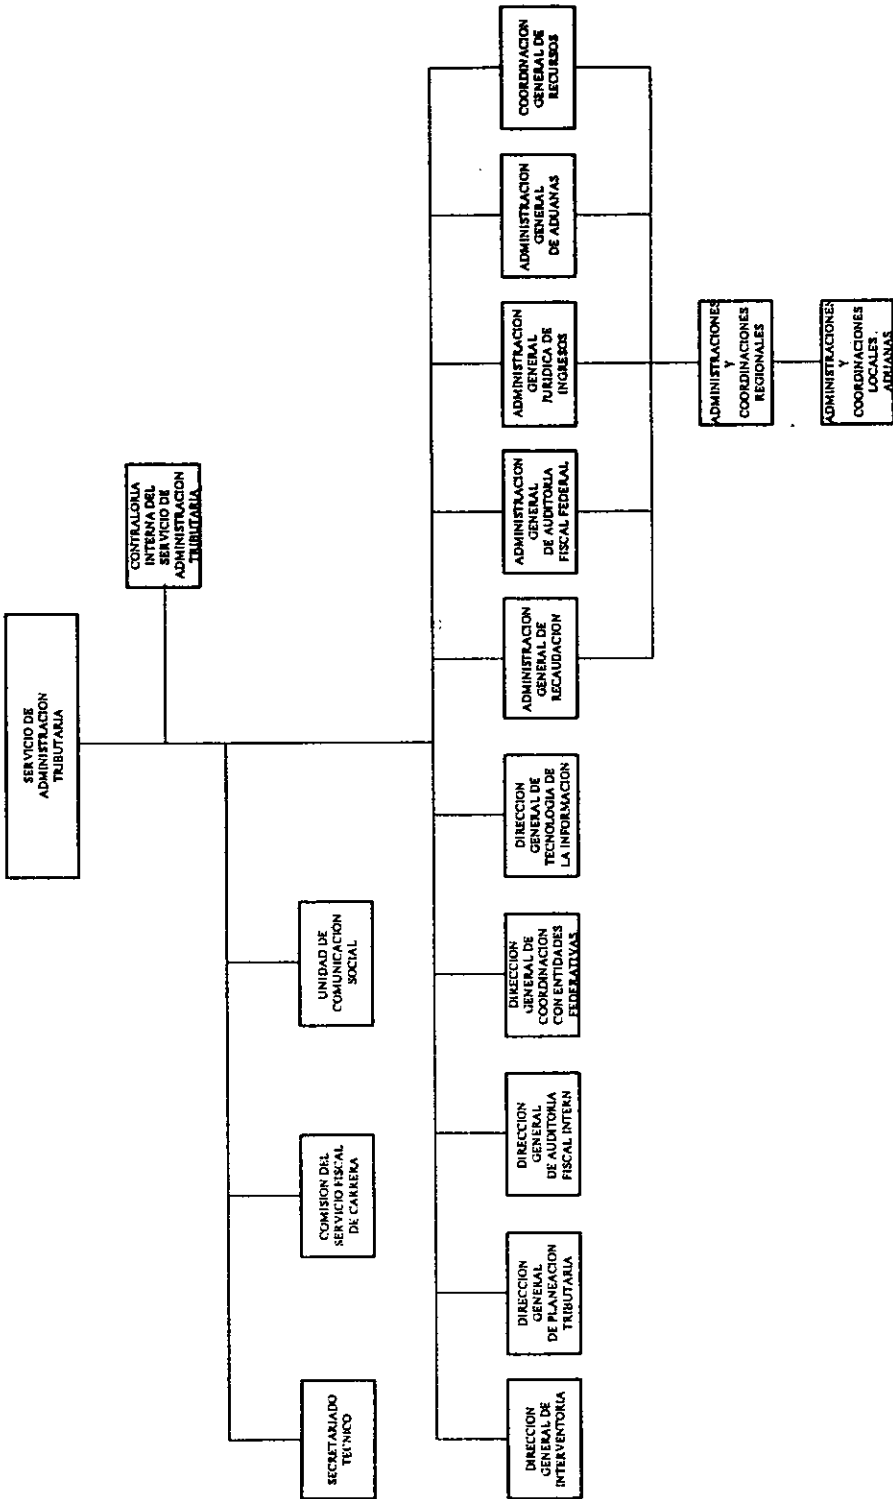 SERVICIO DE
ADMINISTRACION
TRIBUTARIA
CONTRALORIA
INTERNA DEL
SERVICIO DE
ADMINISTRACION
TRIBUTARIA
SECRETARIADO
TECNICO
COMISION DEL
SERVICIO FISCAL
DE CARRERA
UNIDAD DE
COMUNICACION
SOCIAL
DIRECCION
GENERAL DE
INTERVENTORIA
DIRECCION
GENERAL
DE PLANEACION
TRIBUTARIA
DIRECCION
GENERAL
DE AUDITORIA
FISCAL INTERN
DIRECCION
GENERAL DE
COORDINACION
CON ENTIDADES
FEDERATIVAS
DIRECCION
GENERAL DE
TECNOLOGIA DE
LA INFORMACION
ADMINISTRACION
GENERAL DE
RECAUDACION
ADMINISTRACION
GENERAL
DE AUDITORIA
FISCAL FEDERAL
ADMINISTRACION
GENERAL
JURIDICA DE
INGRESOS
ADMINISTRACION
GENERAL
DE ADUANAS
COORDINACION
GENERAL DE
RECURSOS
ADMINISTRACIONES
Y
COORDINACIONES
REGIONALES
ADMINISTRACIONES
Y
COORDINACIONES
LOCALES .
ADUANAS